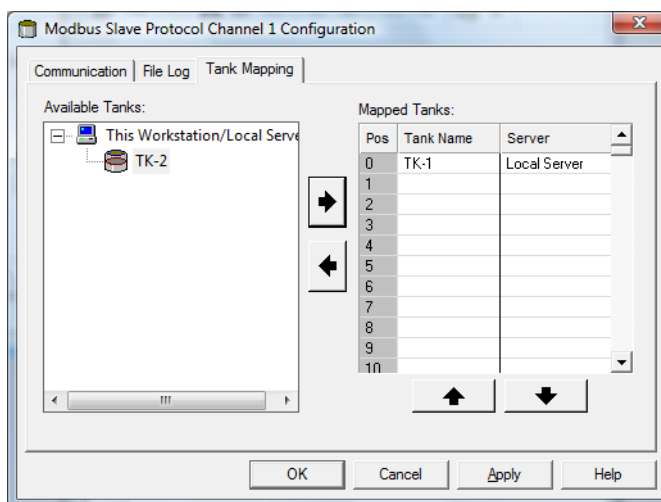 Modbus Slave Protocol Channel 1 Configuration
Communication File Log Tank Mapping
Available Tanks:
This Workstation/Local Serve
TK-2
Mapped Tanks:
Pos Tank Name Server
0 TK-1 Local Server
1
2
3
4
5
6
7
8
9
10
OK Cancel Apply Help